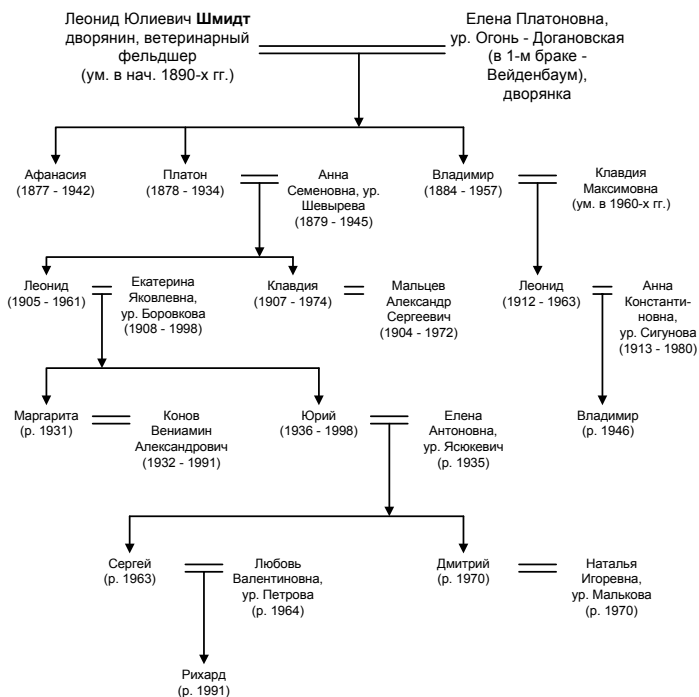 Леонид Юлиевич Шмидт
дворянин, ветеринарный
фельдшер
(ум. в нач. 1890-х гг.)
Елена Платоновна,
ур. Огонь - Догановская
(в 1-м браке -
Вейденбаум),
дворянка
Афанасия
(1877 - 1942)
Платон
(1878 - 1934)
Анна
Семеновна, ур.
Шевырева
(1879 - 1945)
Владимир
(1884 - 1957)
Клавдия
Максимовна
(ум. в 1960-х гг.)
Леонид
(1905 - 1961)
Екатерина
Яковлевна,
ур. Боровкова
(1908 - 1998)
Клавдия
(1907 - 1974)
Мальцев
Александр
Сергеевич
(1904 - 1972)
Леонид
(1912 - 1963)
Анна
Константи-
новна,
ур. Сигунова
(1913 - 1980)
Маргарита
(р. 1931)
Конов
Вениамин
Александрович
(1932 - 1991)
Юрий
(1936 - 1998)
Елена
Антоновна,
ур. Ясюкевич
(р. 1935)
Владимир
(р. 1946)
Сергей
(р. 1963)
Любовь
Валентиновна,
ур. Петрова
(р. 1964)
Дмитрий
(р. 1970)
Наталья
Игоревна,
ур. Малькова
(р. 1970)
Рихард
(р. 1991)